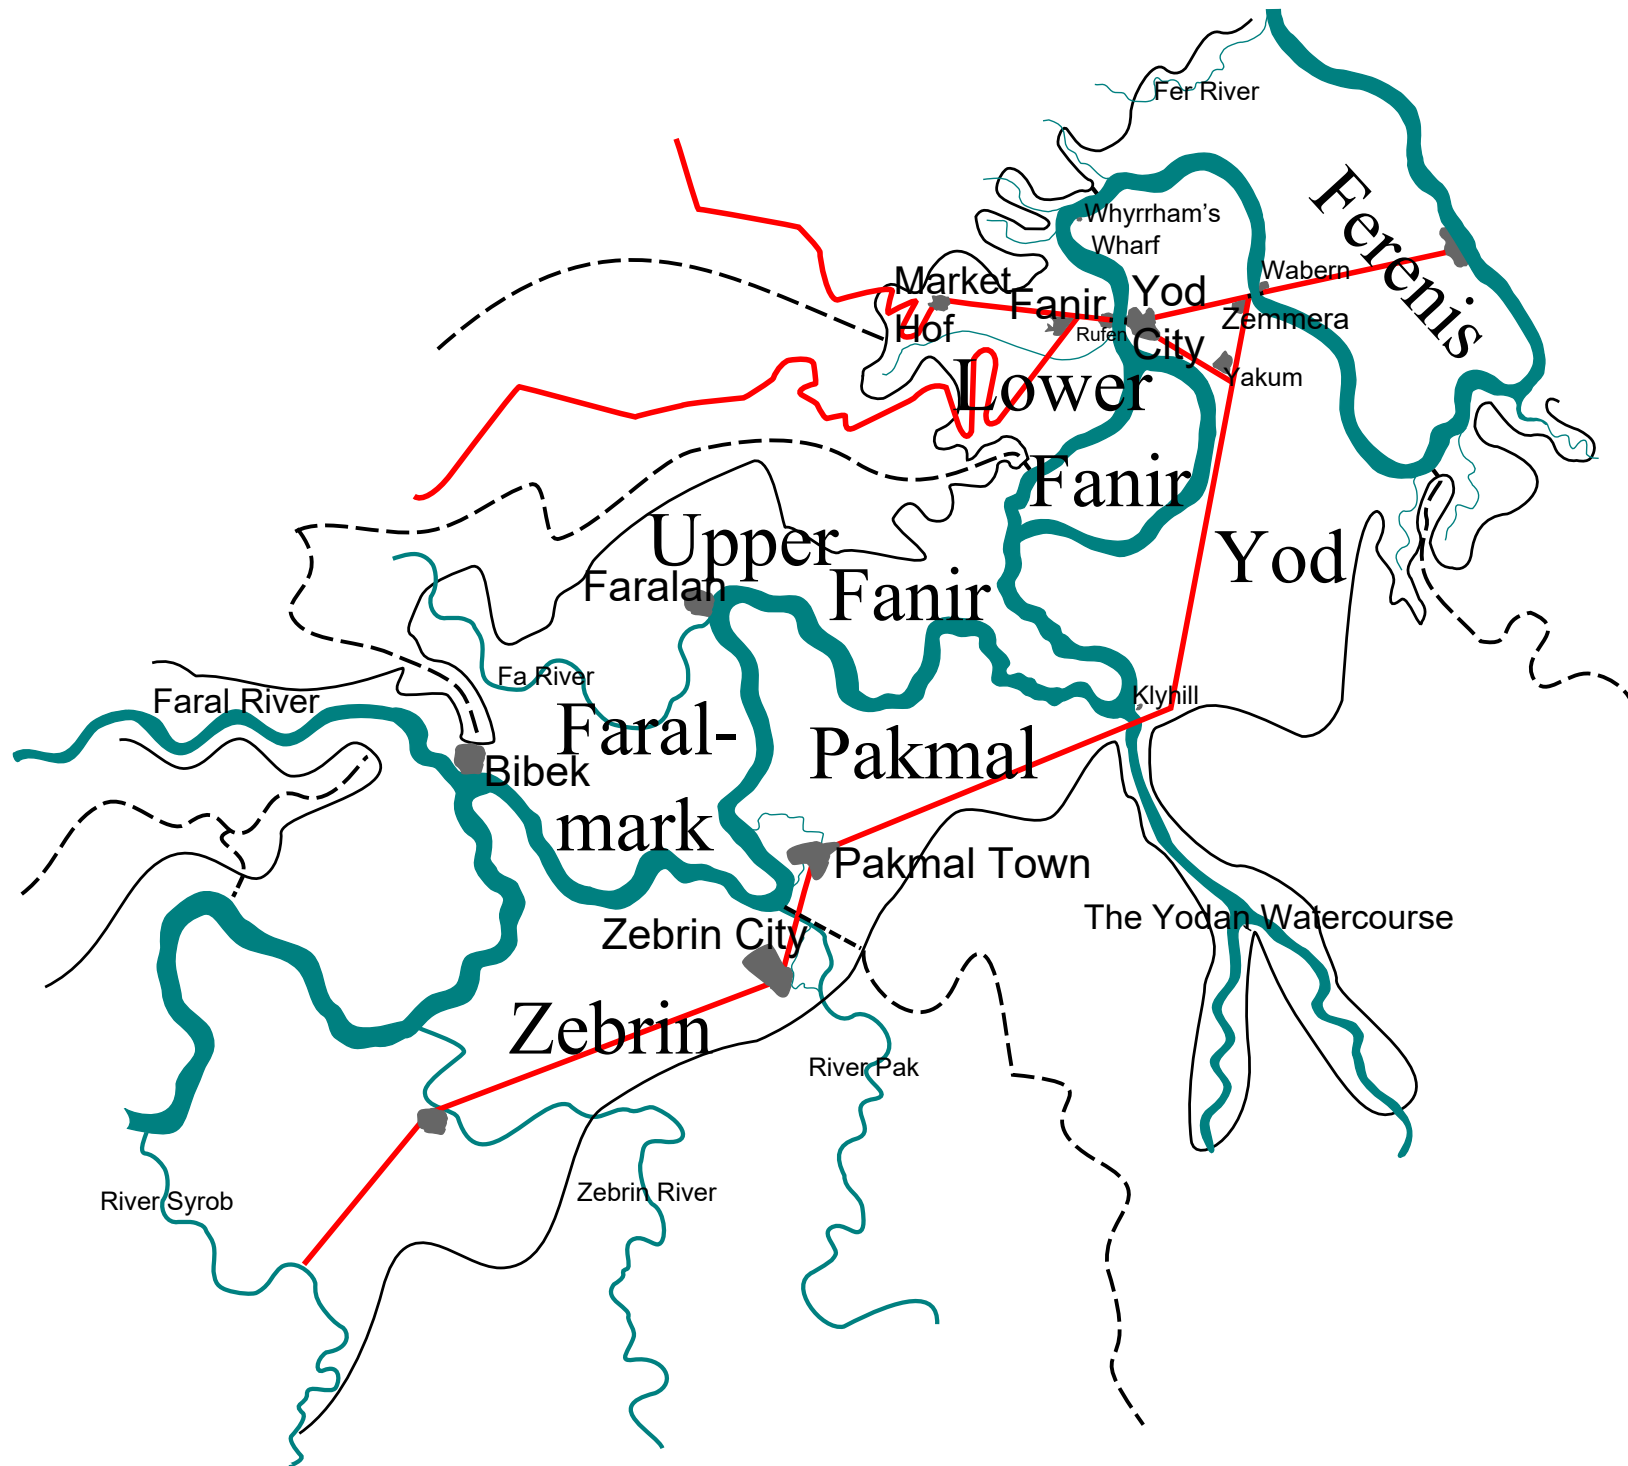 Fer River
Ferenis
Whyrrham's
Wharf
Wabern
Market
Hof
Fanir
Yod
City
Rufen
Zemmera
Yakum
Lower
Fanir
Yod
Upper
Fanir
Faralan
Fa River
Klyhill
Faral River
Faral-
mark
Pakmal
Bibek
Pakmal Town
The Yodan Watercourse
Zebrin City
Zebrin
River Pak
River Syrob
Zebrin River